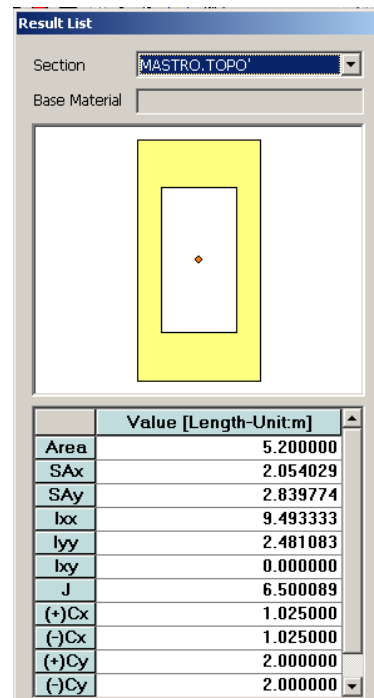 Result List
Section MASTRO.TOPO'
Base Material
Value [Length-Unit:m]
Area 5.200000
SAx 2.054029
SAy 2.839774
Ixx 9.493333
Iyy 2.481083
Ixy 0.000000
J 6.500089
(+)Cx 1.025000
(-)Cx 1.025000
(+)Cy 2.000000
(-)Cy 2.000000